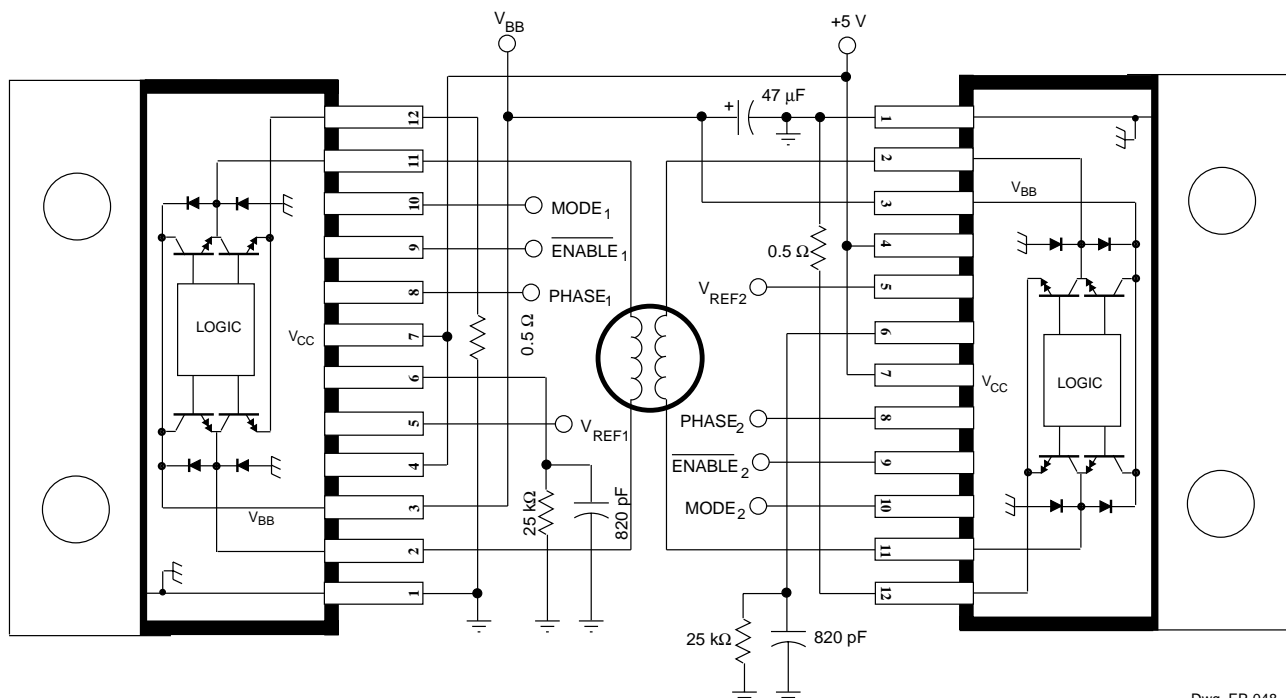 V_BB
+5 V
+ 47 µF
12
11
10
9
8
7
6
5
4
3
2
1
MODE_1
ENABLE_1
PHASE_1
0.5 Ω
V_REF1
25 kΩ
820 pF
LOGIC
V_CC
V_BB
1
2
3
4
5
6
7
8
9
10
11
12
0.5 Ω
V_REF2
PHASE_2
ENABLE_2
MODE_2
25 kΩ
820 pF
V_BB
V_CC
LOGIC